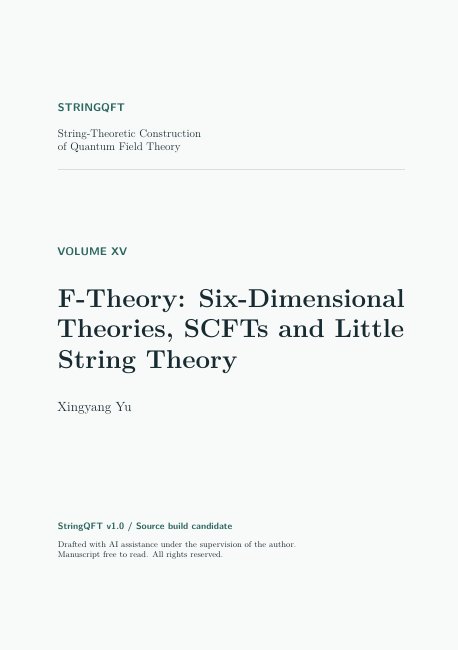 STRINGQFT
String-Theoretic Construction
of Quantum Field Theory
VOLUME XV
F-Theory: Six-Dimensional
Theories, SCFTs and Little
String Theory
Xingyang Yu
StringQFT v1.0 / Source build candidate
Drafted with AI assistance under the supervision of the author.
Manuscript free to read. All rights reserved.